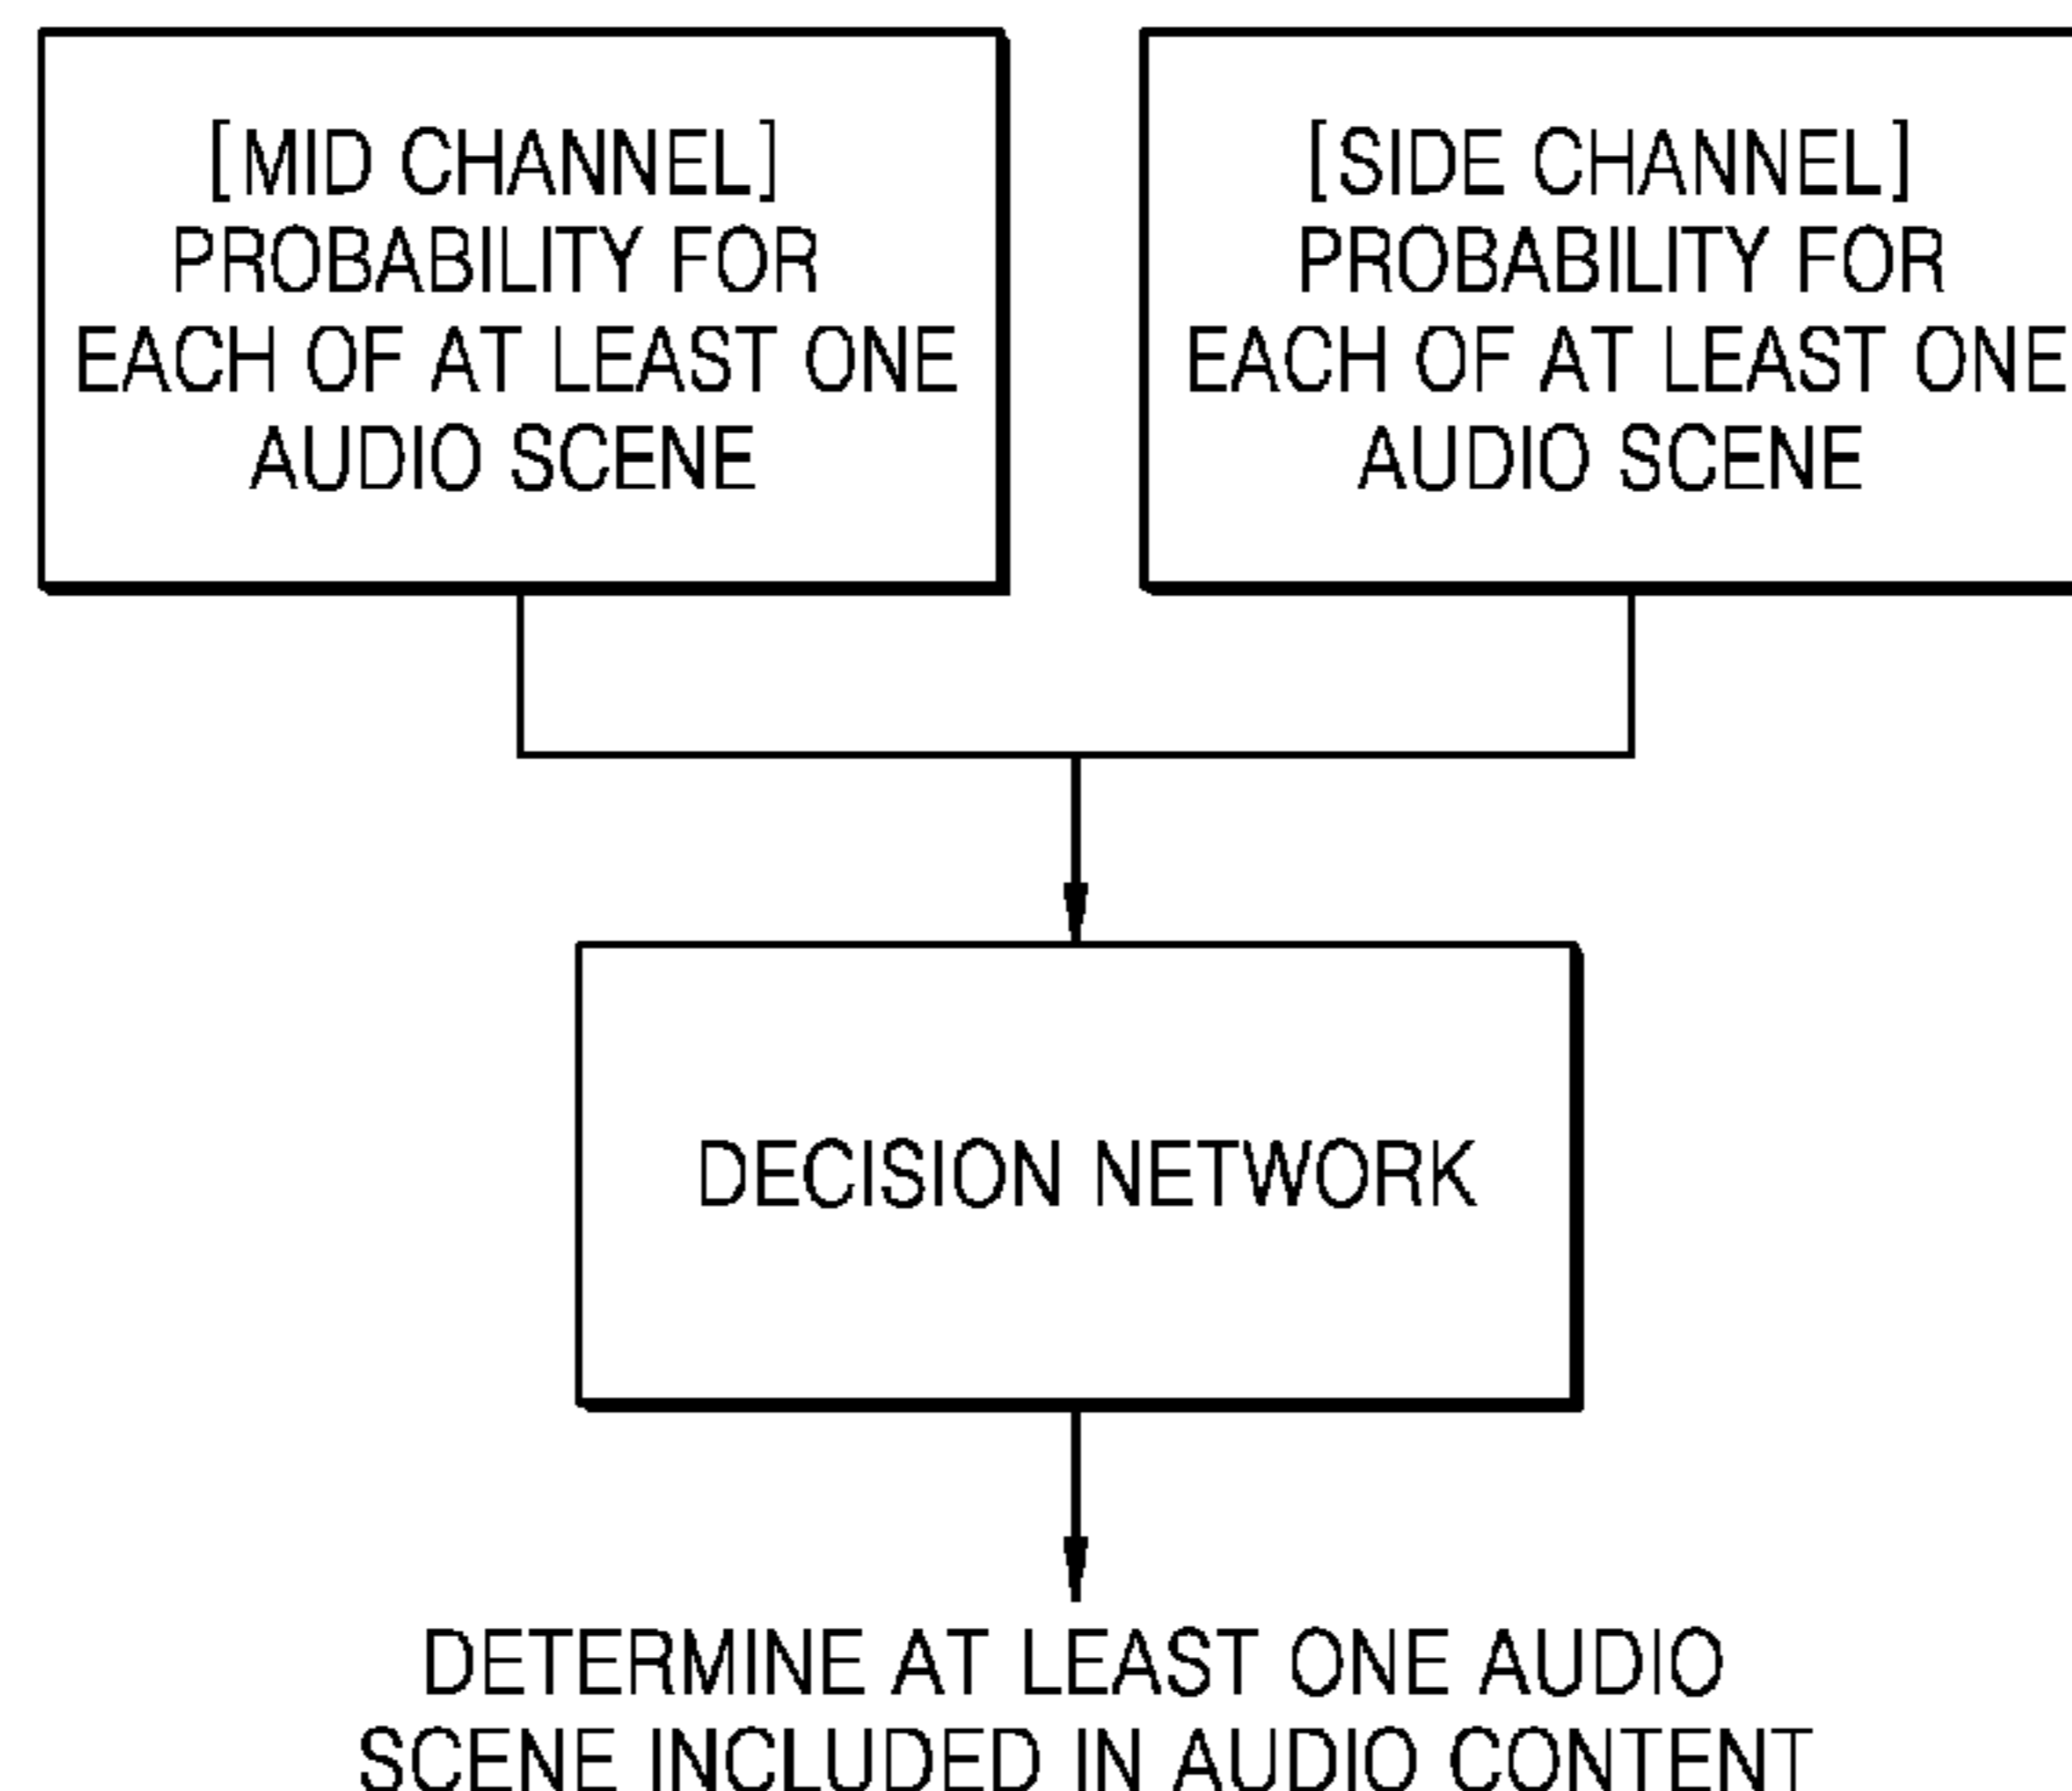 [MID CHANNEL]
PROBABILITY FOR
EACH OF AT LEAST ONE
AUDIO SCENE
[SIDE CHANNEL]
PROBABILITY FOR
EACH OF AT LEAST ONE
AUDIO SCENE
DECISION NETWORK
DETERMINE AT LEAST ONE AUDIO
SCENE INCLUDED IN AUDIO CONTENT